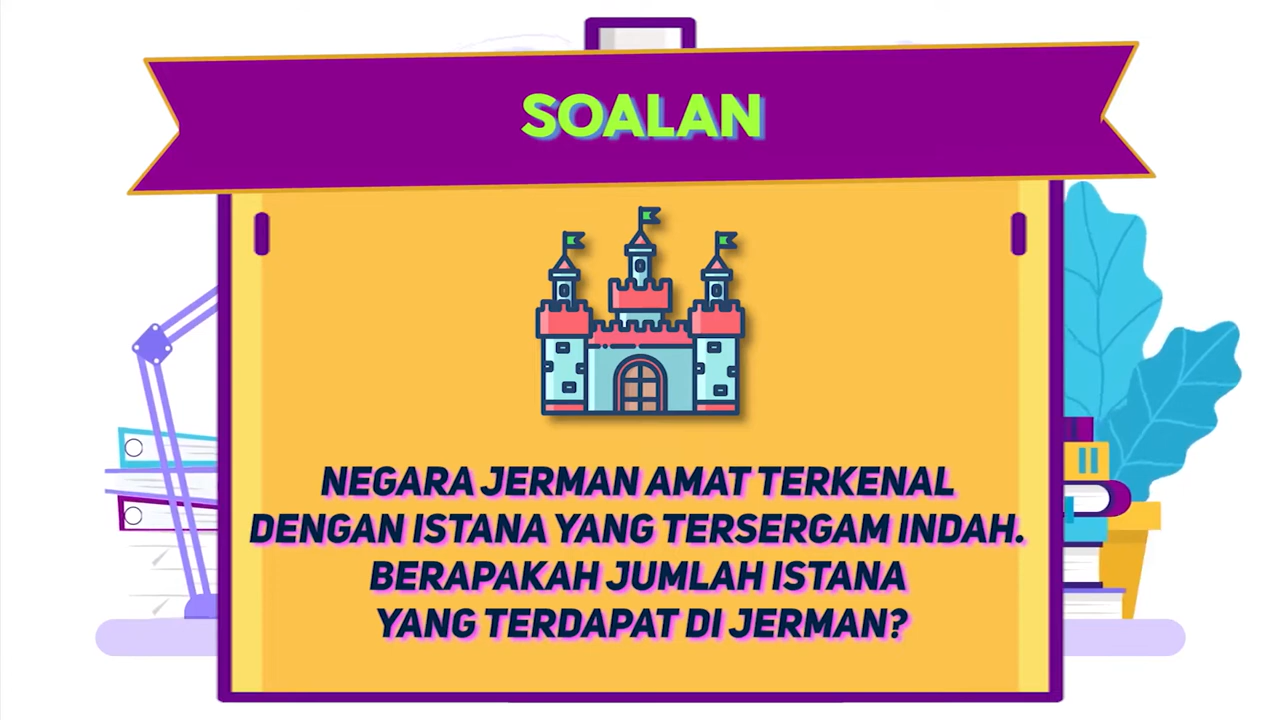 SOALAN
NEGARA JERMAN AMAT TERKENAL
DENGAN ISTANA YANG TERSERGAM INDAH.
BERAPAKAH JUMLAH ISTANA
YANG TERDAPAT DI JERMAN?